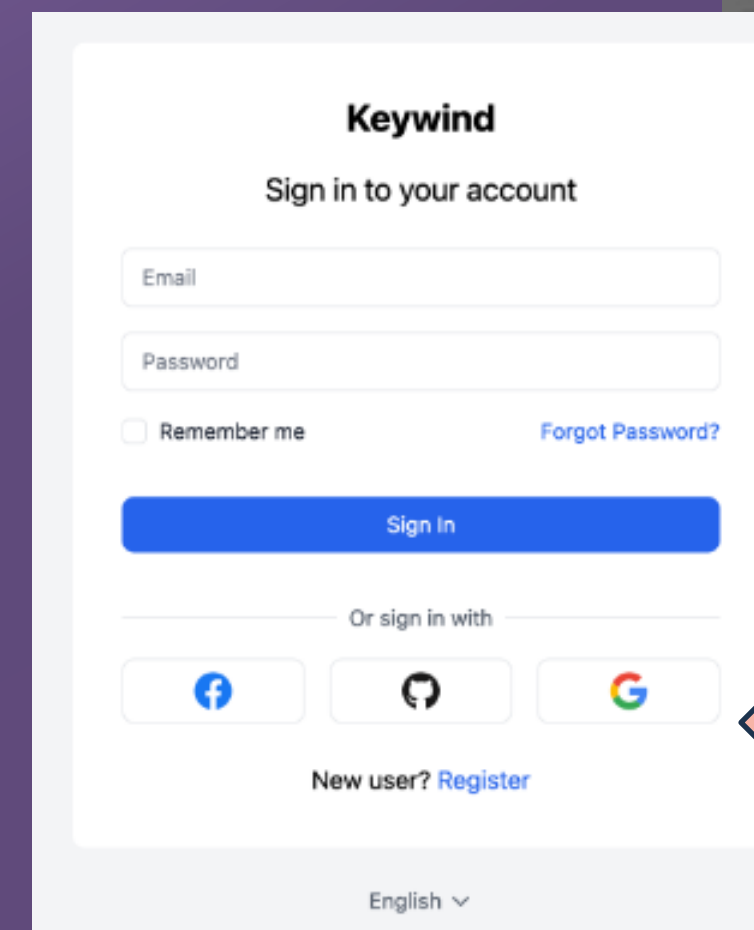 Keywind
Sign in to your account
Email
Password
Remember me Forgot Password?
Sign In
Or sign in with
New user? Register
English